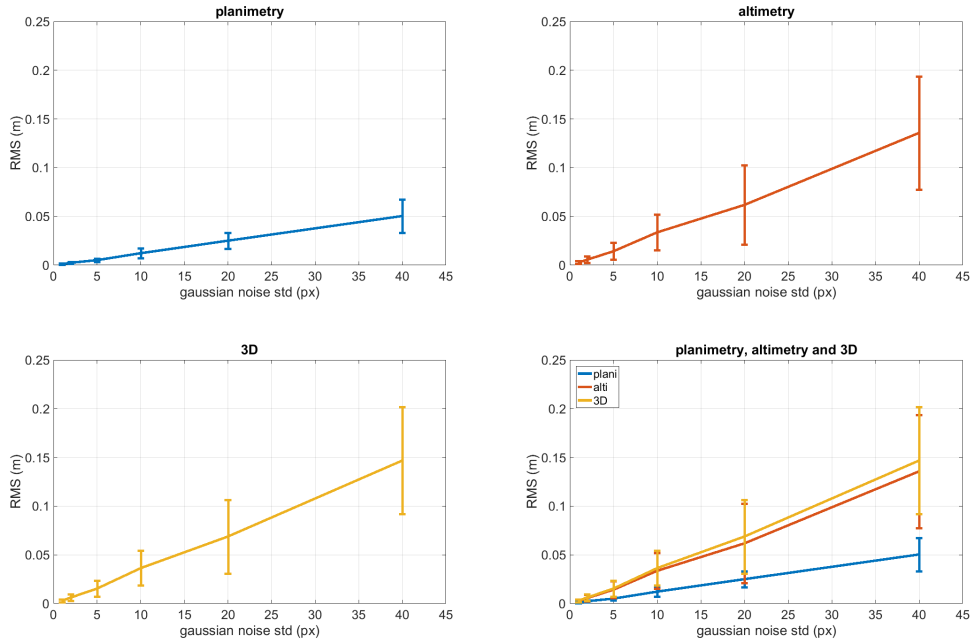 planimetry
0.25
0.2
0.15
0.1
0.05
0
RMS (m)
0 5 10 15 20 25 30 35 40 45
gaussian noise std (px)
altimetry
0.25
0.2
0.15
0.1
0.05
0
RMS (m)
0 5 10 15 20 25 30 35 40 45
gaussian noise std (px)
3D
0.25
0.2
0.15
0.1
0.05
0
RMS (m)
0 5 10 15 20 25 30 35 40 45
gaussian noise std (px)
planimetry, altimetry and 3D
plani
alti
3D
0.25
0.2
0.15
0.1
0.05
0
RMS (m)
0 5 10 15 20 25 30 35 40 45
gaussian noise std (px)